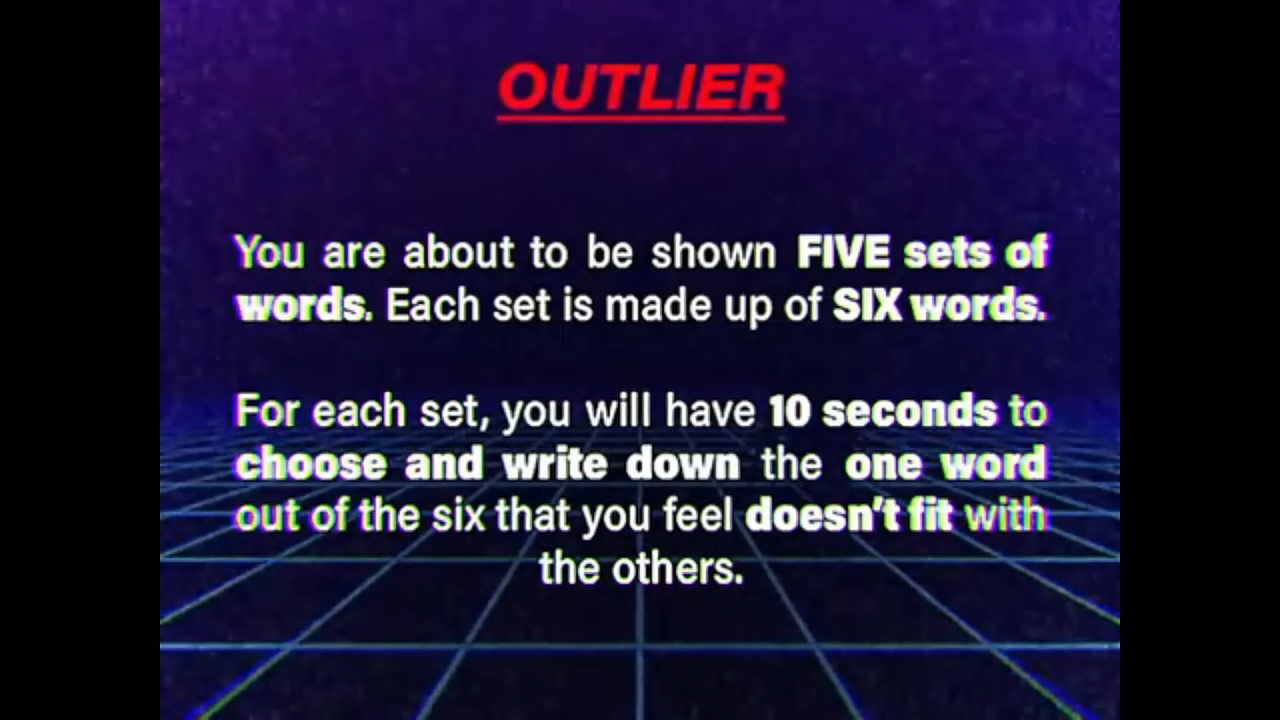 OUTLIER
You are about to be shown FIVE sets of
words. Each set is made up of SIX words.
For each set, you will have 10 seconds to
choose and write down the one word
out of the six that you feel doesn't fit with
the others.